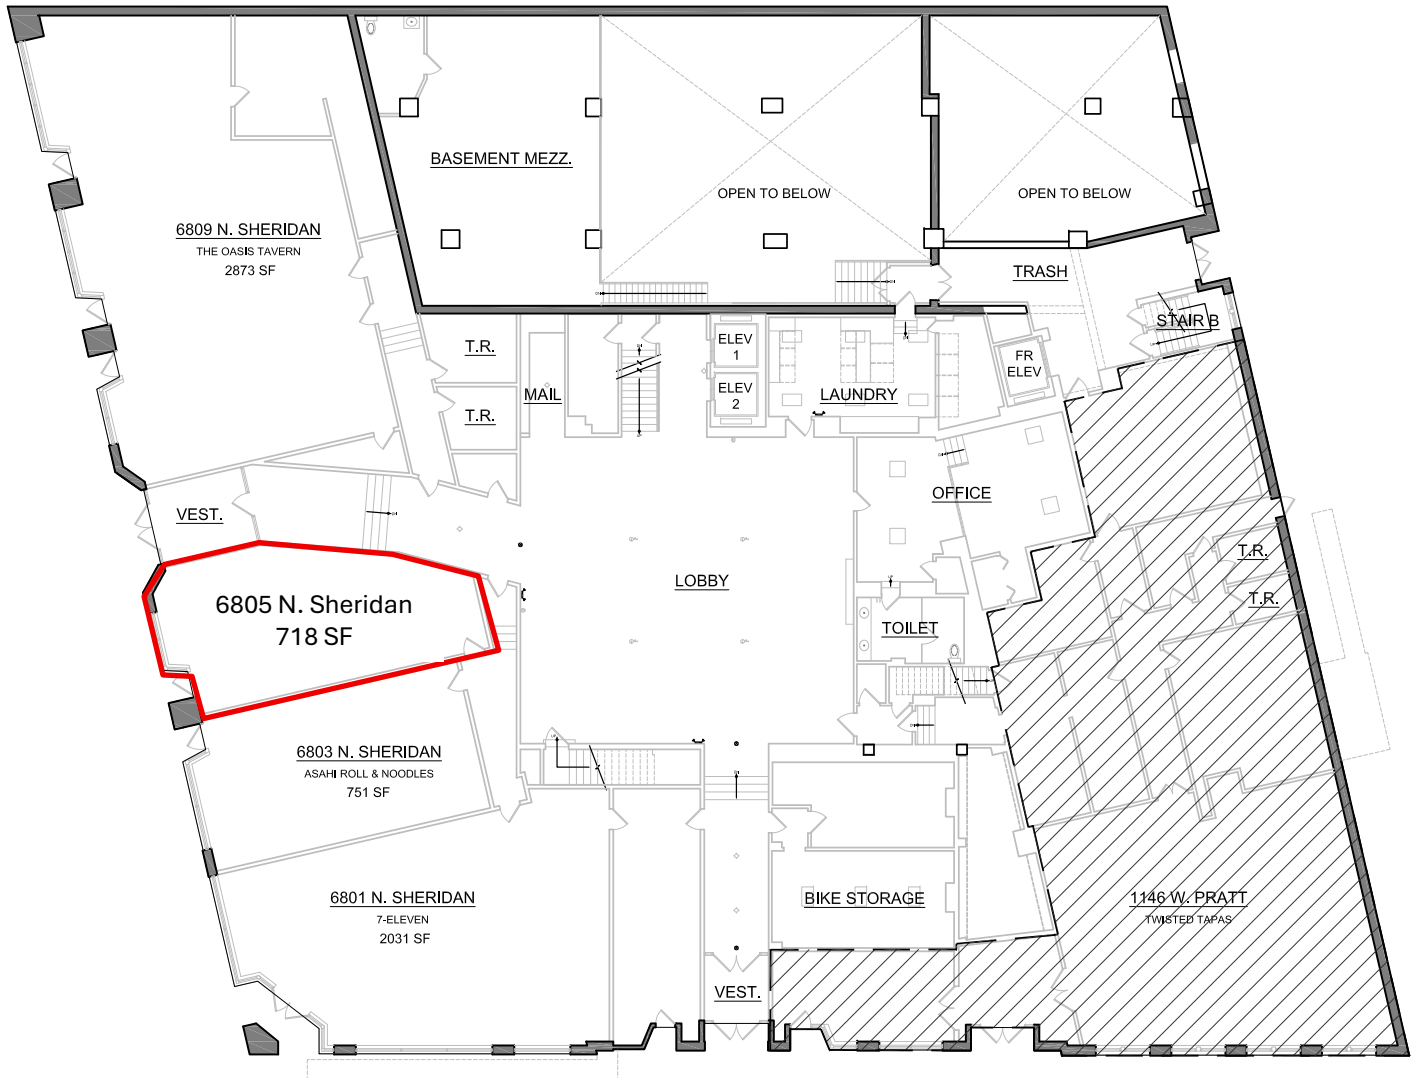 BASEMENT MEZZ.
OPEN TO BELOW
OPEN TO BELOW
6809 N. SHERIDAN
THE OASIS TAVERN
2873 SF
TRASH
STAIR B
T.R.
ELEV
1
ELEV
2
FR
ELEV
MAIL
LAUNDRY
T.R.
VEST.
OFFICE
T.R.
T.R.
LOBBY
6805 N. Sheridan
718 SF
TOILET
6803 N. SHERIDAN
ASAHI ROLL & NOODLES
751 SF
6801 N. SHERIDAN
7-ELEVEN
2031 SF
BIKE STORAGE
1146 W. PRATT
TWISTED TAPAS
VEST.